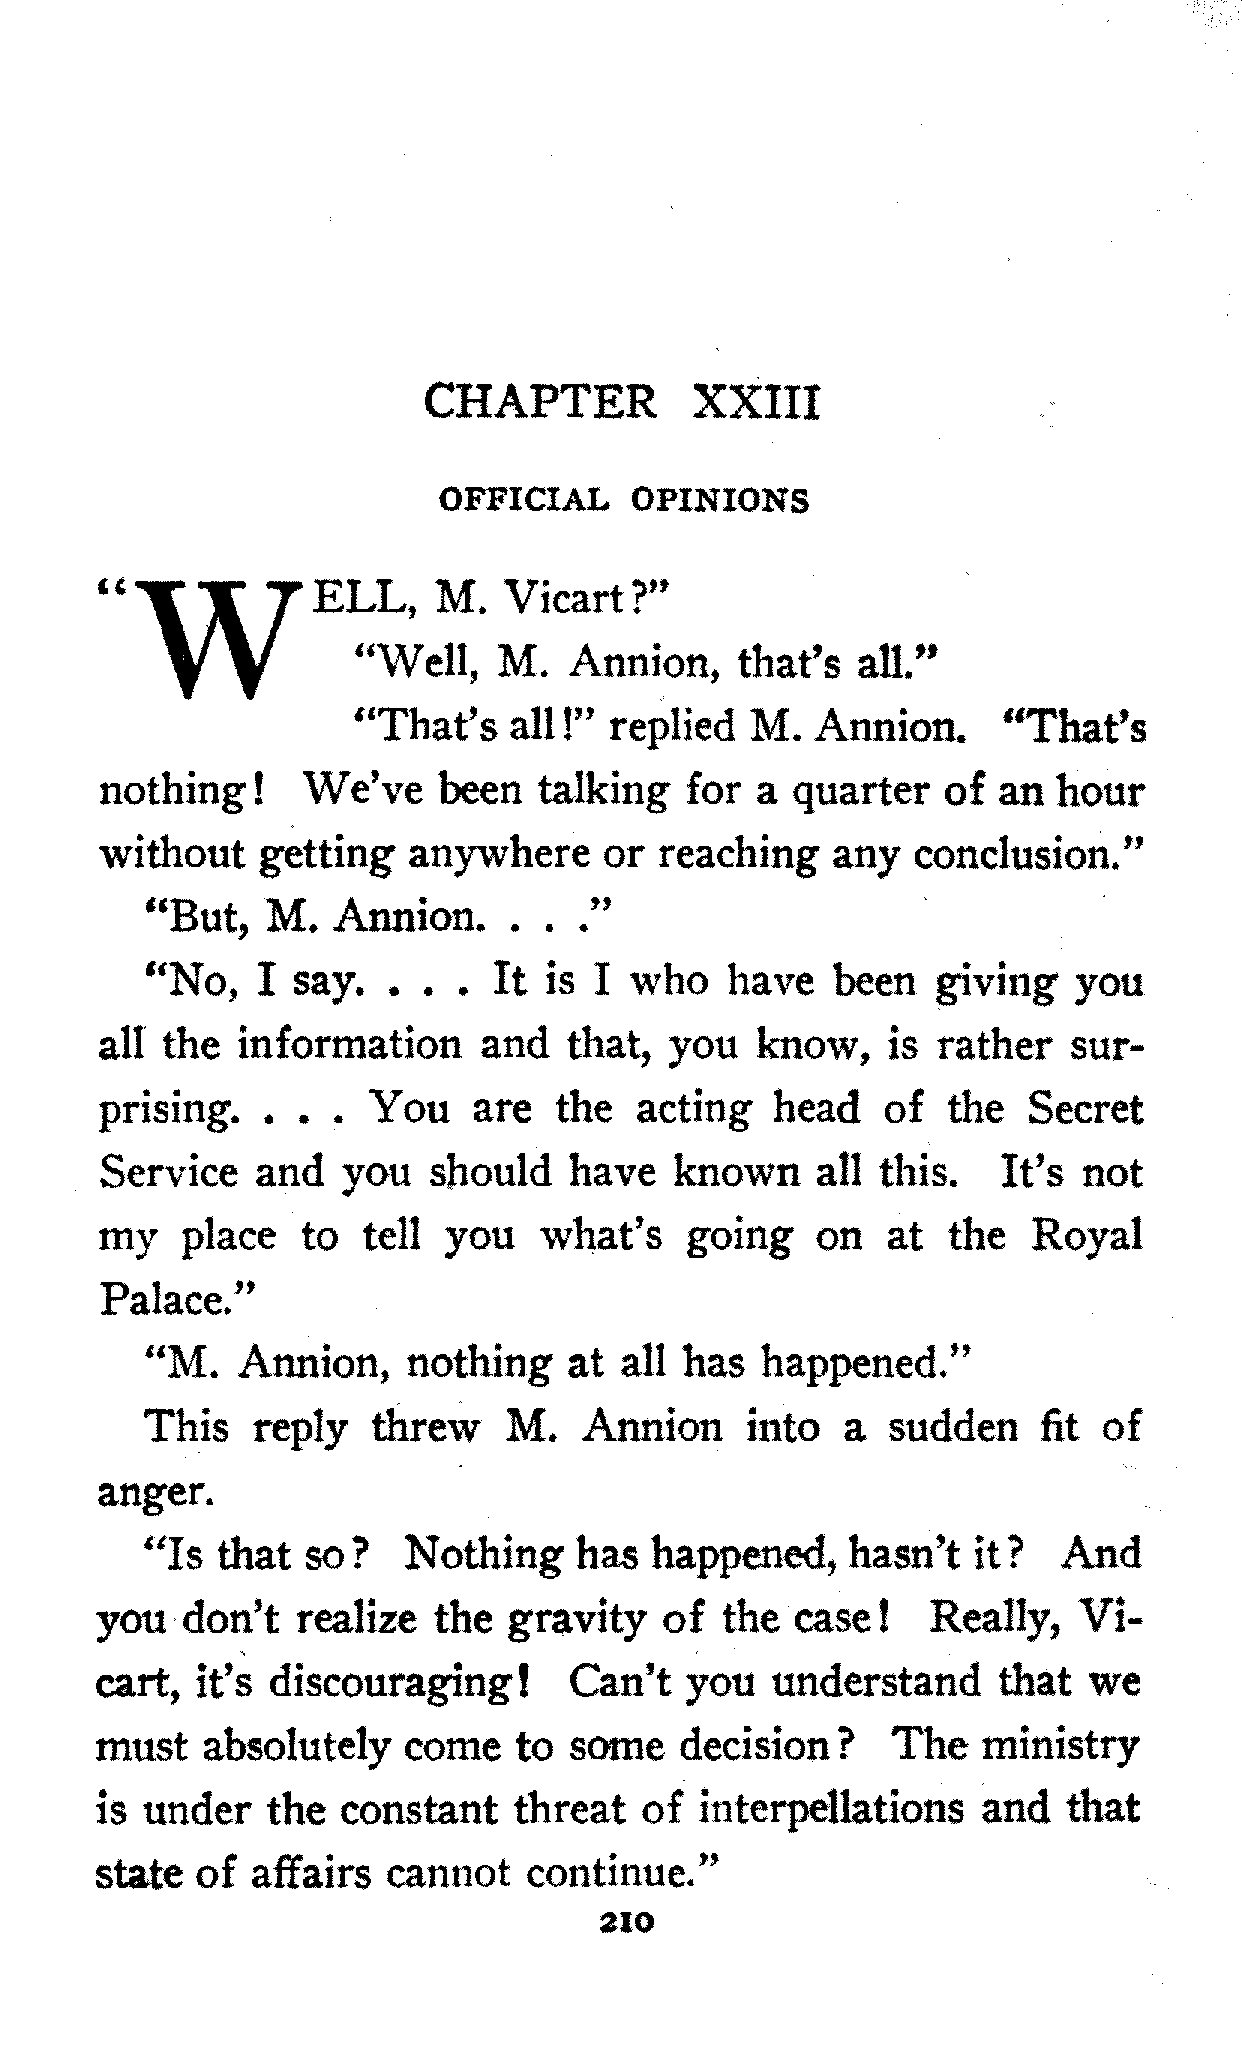 CHAPTER XXIII
OFFICIAL OPINIONS
“WELL, M. Vicart?”
“Well, M. Annion, that’s all.”
“That’s all!” replied M. Annion. “That’s
nothing! We’ve been talking for a quarter of an hour
without getting anywhere or reaching any conclusion.”
“But, M. Annion. . . .”
“No, I say. . . . It is I who have been giving you
all the information and that, you know, is rather sur-
prising. . . . You are the acting head of the Secret
Service and you should have known all this. It’s not
my place to tell you what’s going on at the Royal
Palace.”
“M. Annion, nothing at all has happened.”
This reply threw M. Annion into a sudden fit of
anger.
“Is that so? Nothing has happened, hasn’t it? And
you don’t realize the gravity of the case! Really, Vi-
cart, it’s discouraging! Can’t you understand that we
must absolutely come to some decision? The ministry
is under the constant threat of interpellations and that
state of affairs cannot continue.”
210